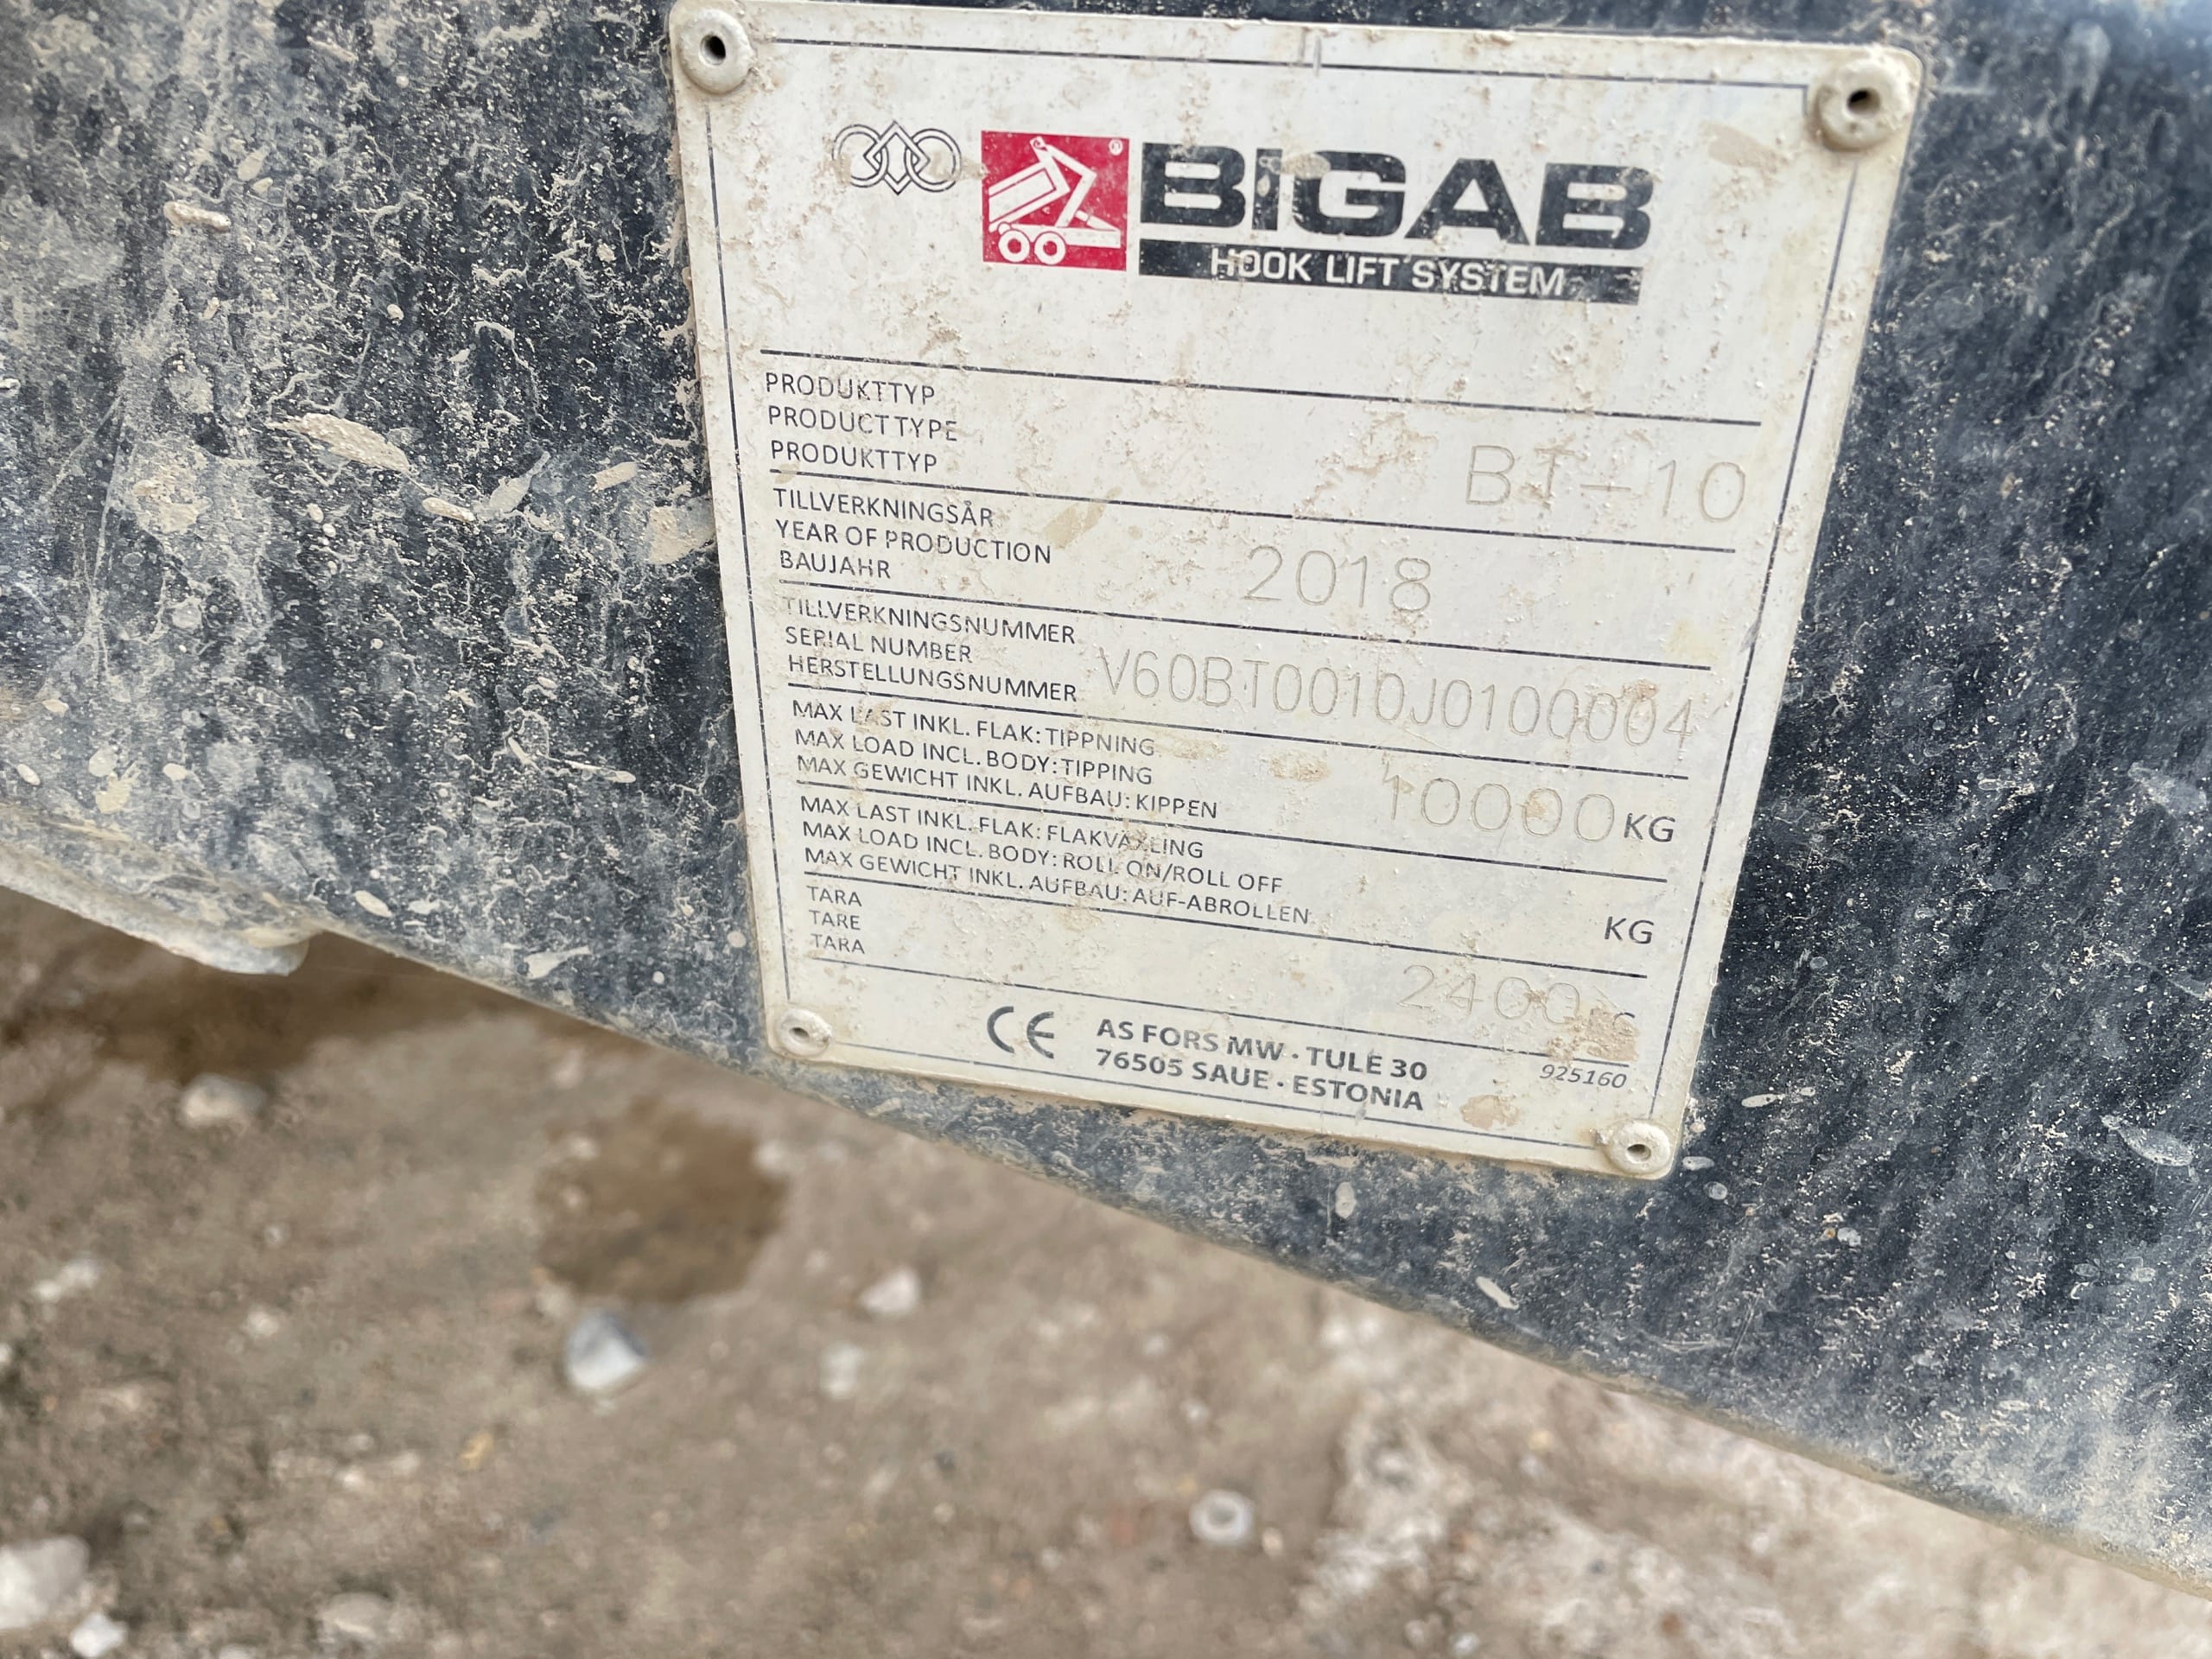 BIGAB
HOOK LIFT SYSTEM
PRODUKTTYP
PRODUCT TYPE
PRODUKTTYP
BT-10
TILLVERKNINGSÅR
YEAR OF PRODUCTION
BAUJAHR
2018
TILLVERKNINGSNUMMER
SERIAL NUMBER
HERSTELLUNGSNUMMER
V60BT0010J0100004
MAX LAST INKL. FLAK: TIPPNING
MAX LOAD INCL. BODY: TIPPING
MAX GEWICHT INKL. AUFBAU: KIPPEN
10000 KG
MAX LAST INKL. FLAK: FLAKVÄXLING
MAX LOAD INCL. BODY: ROLL ON/ROLL OFF
MAX GEWICHT INKL. AUFBAU: AUF-ABROLLEN
KG
TARA
TARE
TARA
2400
CE
AS FORS MW · TULE 30
76505 SAUE · ESTONIA
925160